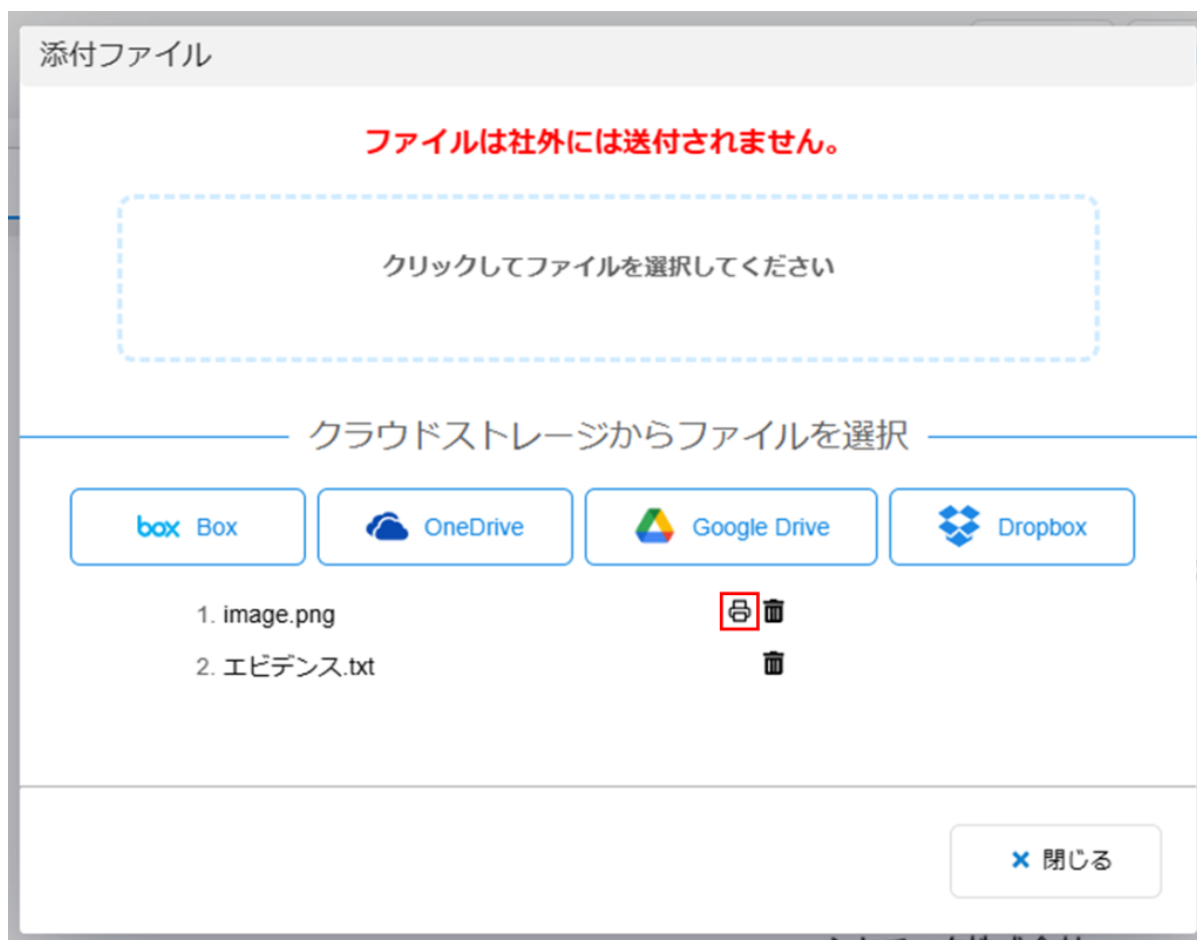 添付ファイル
ファイルは社外には送付されません。
クリックしてファイルを選択してください
クラウドストレージからファイルを選択
box Box
OneDrive
Google Drive
Dropbox
1. image.png
2. エビデンス.txt
× 閉じる